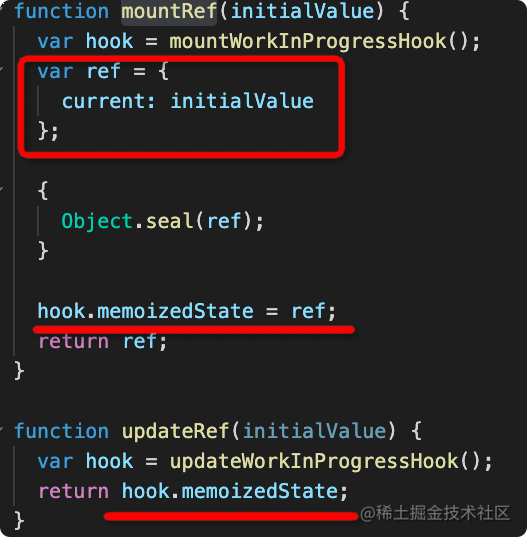 function mountRef(initialValue) {
var hook = mountWorkInProgressHook();
var ref = {
current: initialValue
};
{
Object.seal(ref);
}
hook.memoizedState = ref;
return ref;
}
function updateRef(initialValue) {
var hook = updateWorkInProgressHook();
return hook.memoizedState;
}
@稀土掘金技术社区